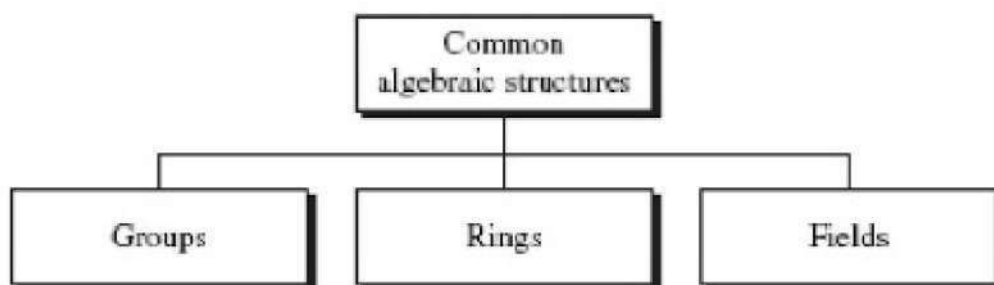 Common
algebraic structures
Groups
Rings
Fields